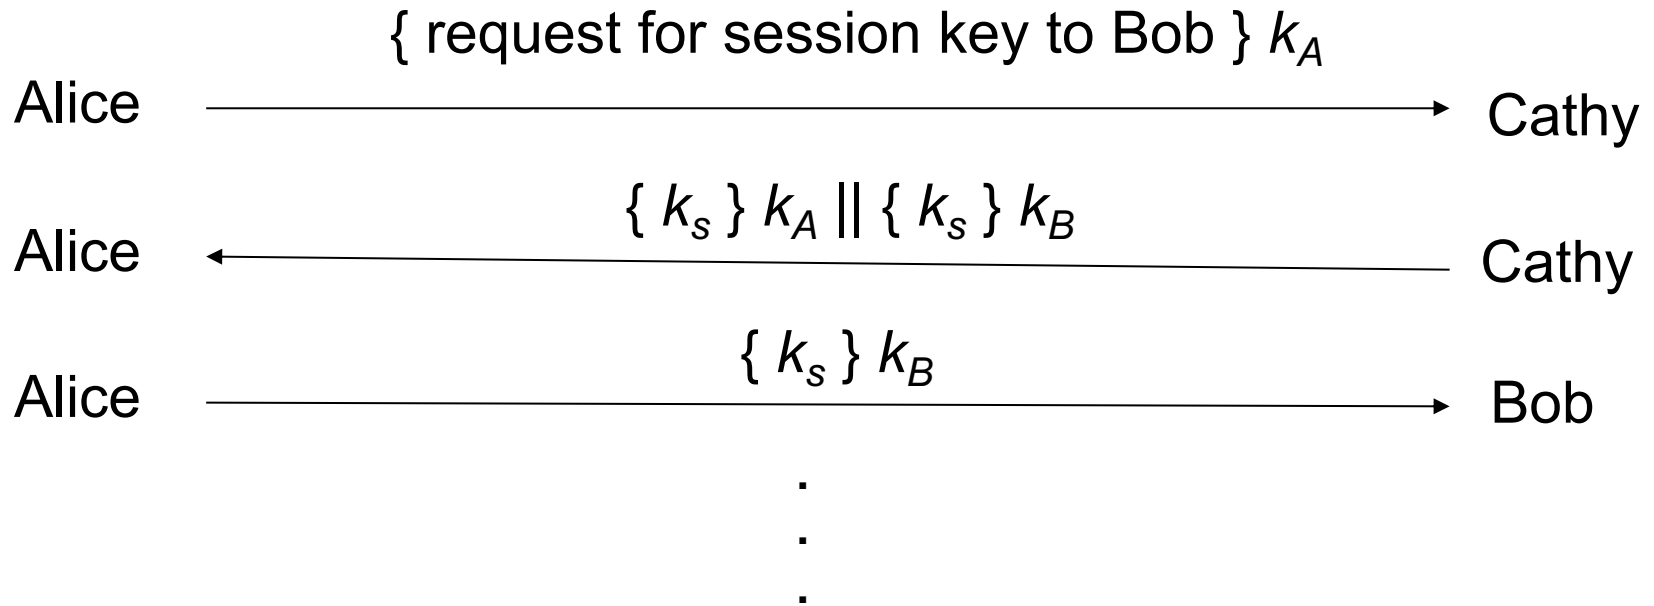 { request for session key to Bob } kA
Alice Cathy
{ ks } kA || { ks } kB
Alice Cathy
{ ks } kB
Alice Bob
.
.
.